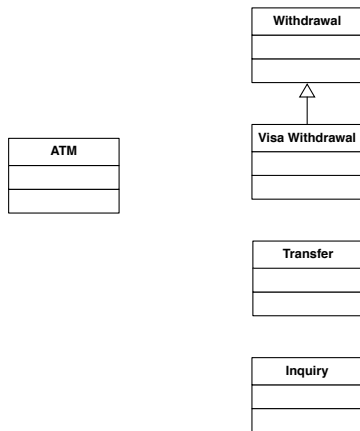 Withdrawal
Visa Withdrawal
ATM
Transfer
Inquiry